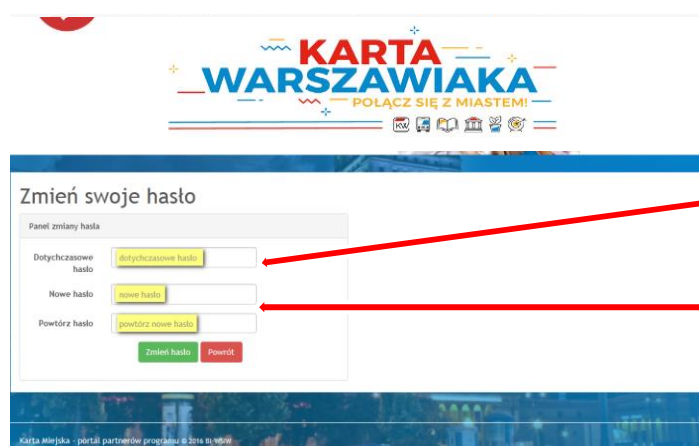 KARTA
WARSZAWIAKA
POŁĄCZ SIĘ Z MIASTEM!
KW
Zmień swoje hasło
Panel zmiany hasła
Dotychczasowe
hasło
dotychczasowe hasło
Nowe hasło
nowe hasło
Powtórz hasło
powtórz nowe hasło
Zmień hasło Powrót
Karta Miejska - portal partnerów programu © 2016